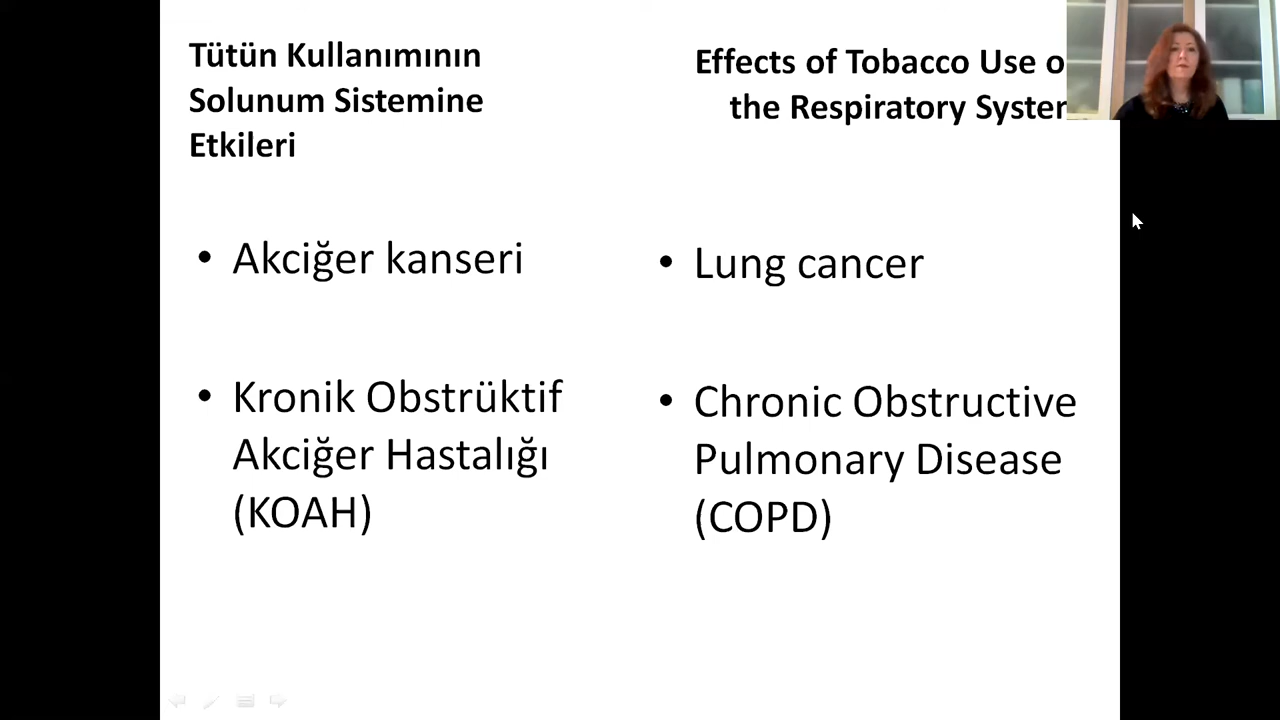 Tütün Kullanımının
Solunum Sistemine
Etkileri
Effects of Tobacco Use
the Respiratory
• Akciğer kanseri
• Kronik Obstrüktif
Akciğer Hastalığı
(KOAH)
• Lung cancer
• Chronic Obstructive
Pulmonary Disease
(COPD)